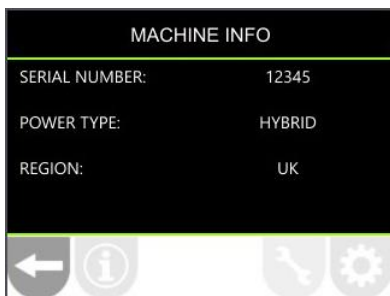 MACHINE INFO
SERIAL NUMBER: 12345
POWER TYPE: HYBRID
REGION: UK